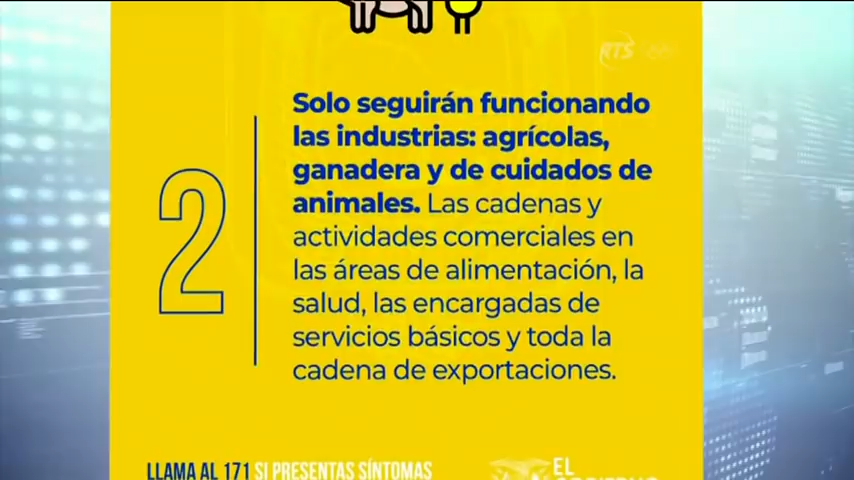 RTS
Solo seguirán funcionando
las industrias: agrícolas,
ganadera y de cuidados de
animales. Las cadenas y
2
actividades comerciales en
las áreas de alimentación, la
salud, las encargadas de
servicios básicos y toda la
cadena de exportaciones.
LLAMA AL 171 SI PRESENTAS SÍNTOMAS
EL